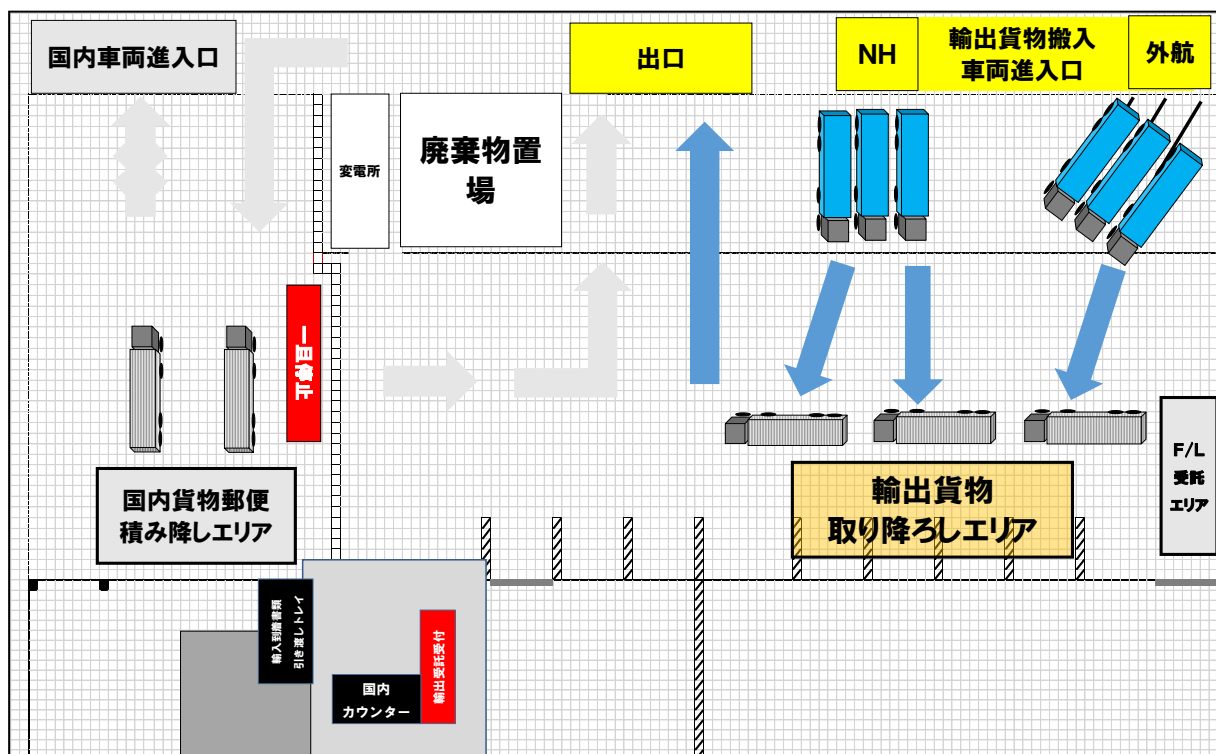 国内車両進入口
出口
NH
輸出貨物搬入
車両進入口
外航
変電所
廃棄物置
場
一旦停止
国内貨物郵便
積み降しエリア
輸出貨物
取り降ろしエリア
F/L
受託
エリア
輸入到着書類
引き渡しトレイ
国内
カウンター
輸出受託受付